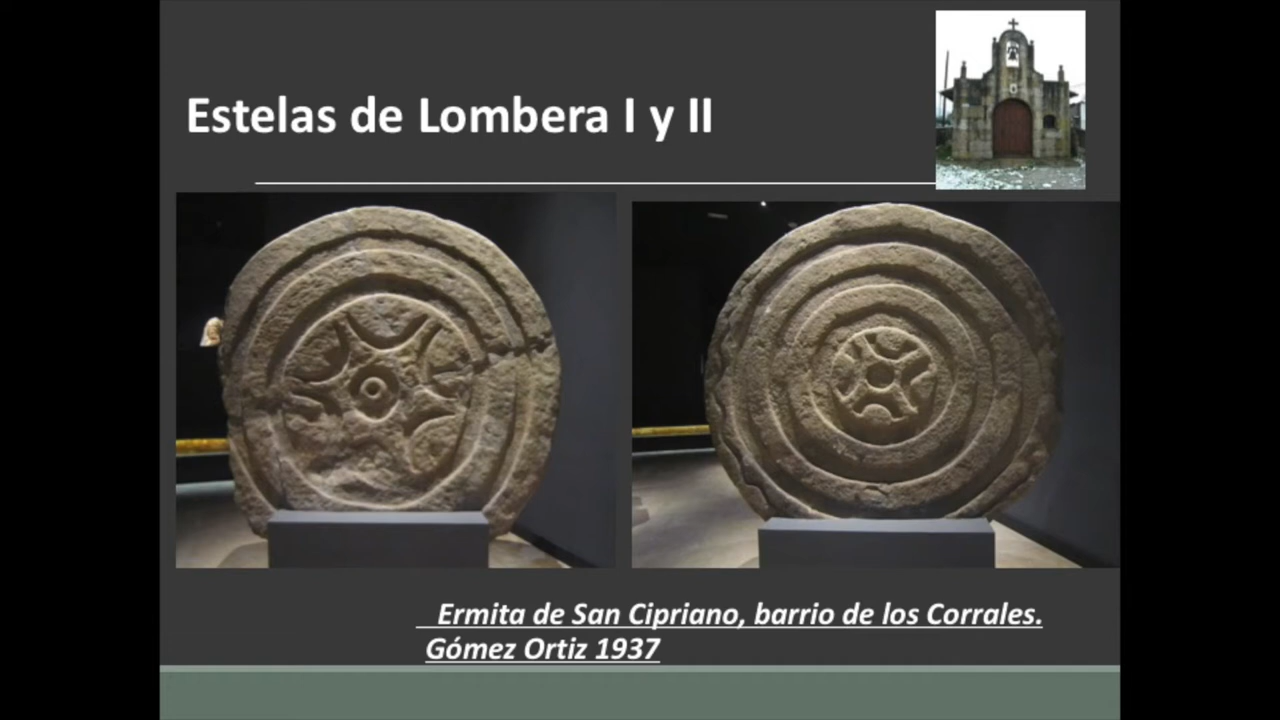 Estelas de Lombera I y II
Ermita de San Cipriano, barrio de los Corrales.
Gómez Ortiz 1937